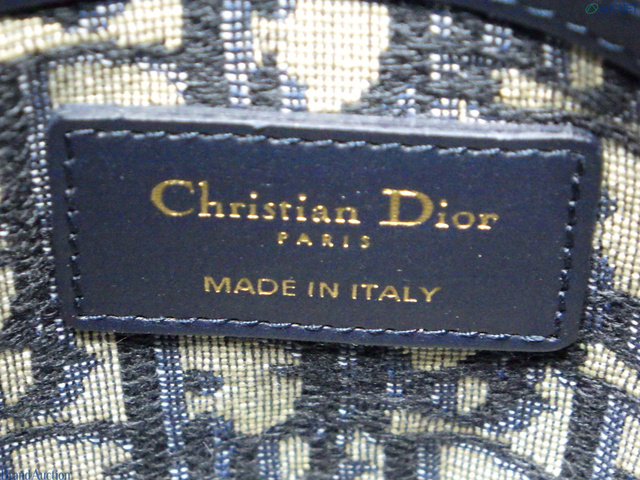 Christian Dior
PARIS
MADE IN ITALY
Brand Auction